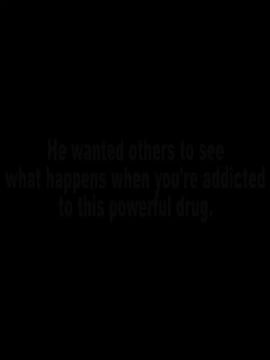 He wanted others to see
what happens when you're addicted
to this powerful drug.